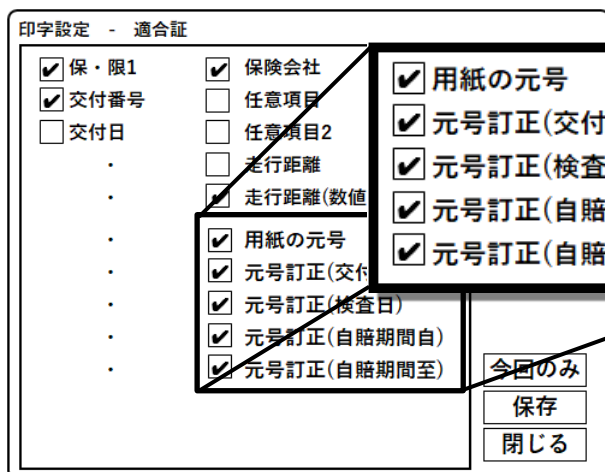 印字設定 - 適合証
保・限1
交付番号
交付日
・
・
・
・
・
・
・
保険会社
任意項目
任意項目2
走行距離
走行距離(数値
用紙の元号
元号訂正(交付
元号訂正(検査日)
元号訂正(自賠期間自)
元号訂正(自賠期間至)
用紙の元号
元号訂正(交付
元号訂正(検査
元号訂正(自賠
元号訂正(自賠
今回のみ
保存
閉じる